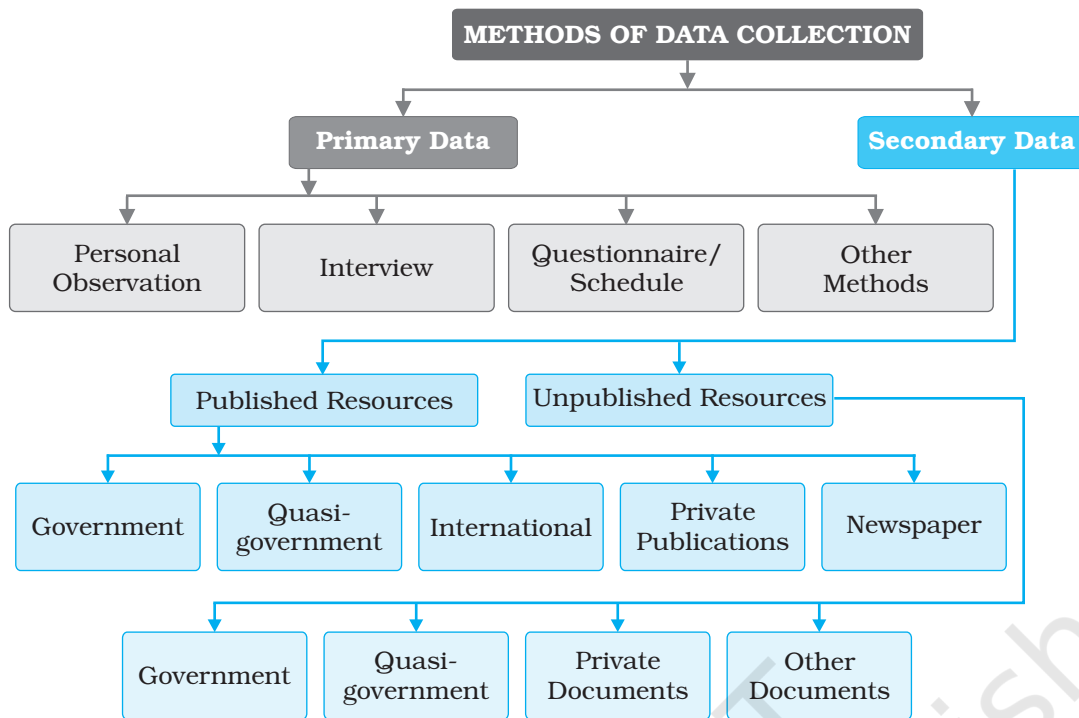 METHODS OF DATA COLLECTION
Primary Data
Secondary Data
Personal
Observation
Interview
Questionnaire/
Schedule
Other
Methods
Published Resources
Unpublished Resources
Government
Quasi-
government
International
Private
Publications
Newspaper
Government
Quasi-
government
Private
Documents
Other
Documents